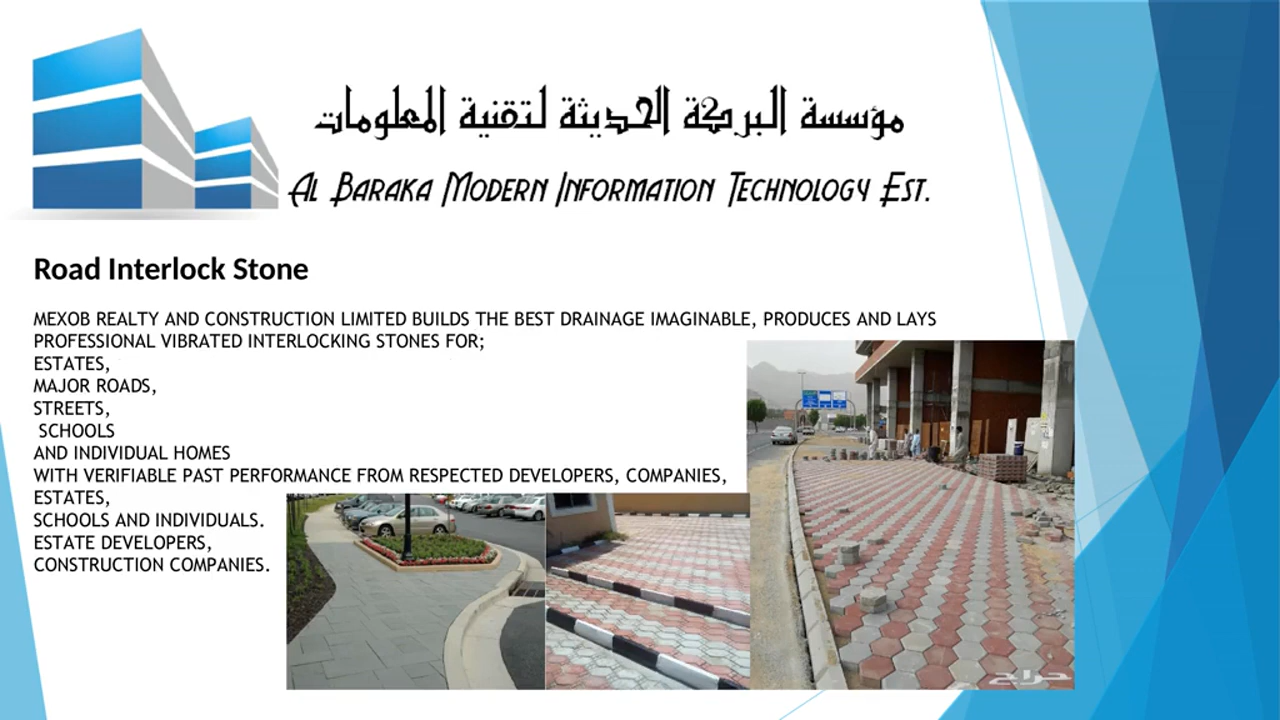 مؤسسة البركة الحديثة لتقنية المعلومات
AL BARAKA MODERN INFORMATION TECHNOLOGY EST.
Road Interlock Stone
MEXOB REALTY AND CONSTRUCTION LIMITED BUILDS THE BEST DRAINAGE IMAGINABLE, PRODUCES AND LAYS
PROFESSIONAL VIBRATED INTERLOCKING STONES FOR;
ESTATES,
MAJOR ROADS,
STREETS,
SCHOOLS
AND INDIVIDUAL HOMES
WITH VERIFIABLE PAST PERFORMANCE FROM RESPECTED DEVELOPERS, COMPANIES,
ESTATES,
SCHOOLS AND INDIVIDUALS.
ESTATE DEVELOPERS,
CONSTRUCTION COMPANIES.
حراج